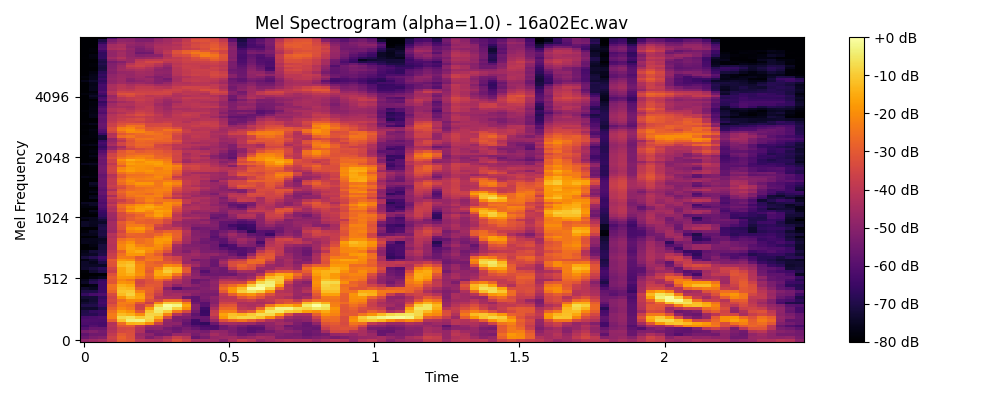 Mel Spectrogram (alpha=1.0) - 16a02Ec.wav
Mel Frequency
4096
2048
1024
512
0
0
0.5
1
1.5
2
Time
+0 dB
-10 dB
-20 dB
-30 dB
-40 dB
-50 dB
-60 dB
-70 dB
-80 dB